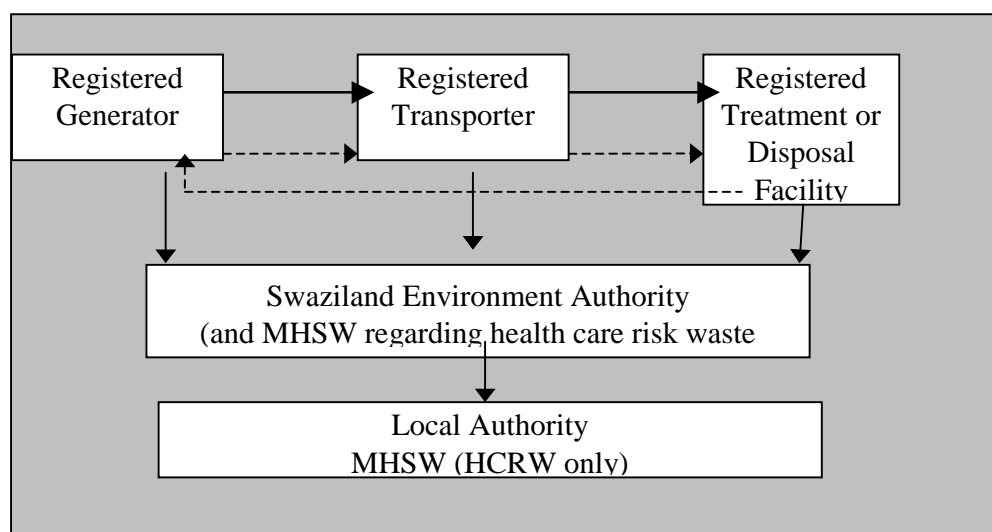 Registered
Generator
Registered
Transporter
Registered
Treatment or
Disposal
Facility
Swaziland Environment Authority
(and MHSW regarding health care risk waste
Local Authority
MHSW (HCRW only)